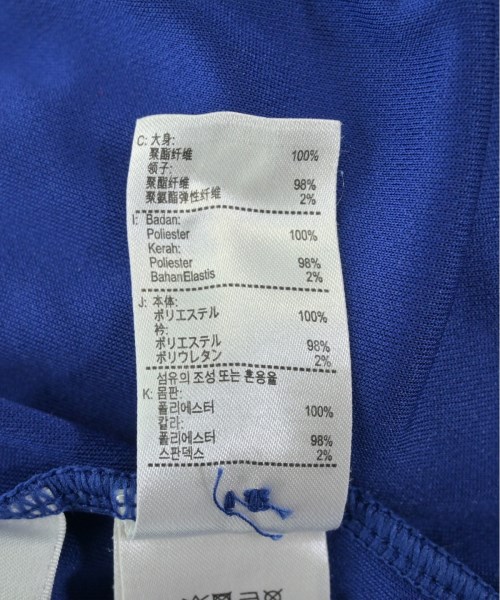 C: 大身:
聚酯纤维 100%
领子:
聚酯纤维 98%
聚氨酯弹性纤维 2%
I: Badan:
Poliester 100%
Kerah:
Poliester 98%
BahanElastis 2%
J: 本体:
ポリエステル 100%
衿:
ポリエステル 98%
ポリウレタン 2%
섬유의 조성 또는 혼용율
K: 몸판:
폴리에스터 100%
칼라:
폴리에스터 98%
스판덱스 2%